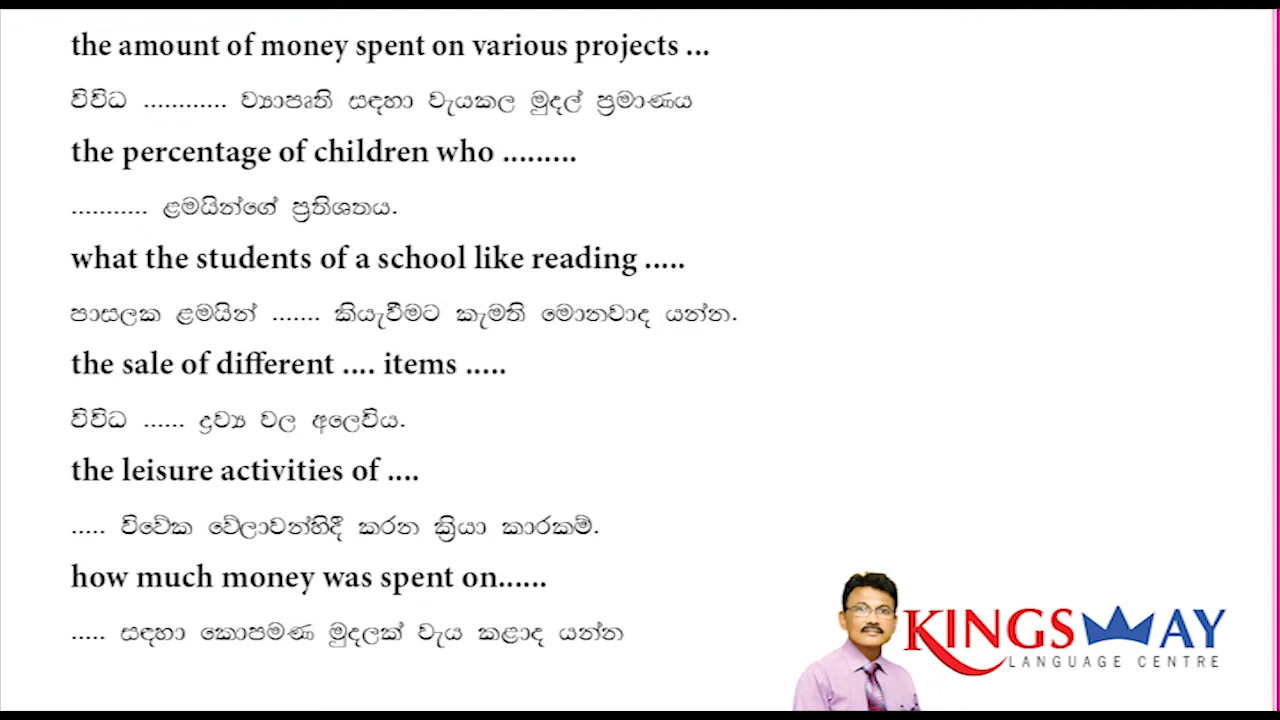 the amount of money spent on various projects ...
විවිධ ............ ව්‍යාපෘති සඳහා වැයකල මුදල් ප්‍රමාණය
the percentage of children who .........
........... ළමයින්ගේ ප්‍රතිශතය.
what the students of a school like reading .....
පාසලක ළමයින් ....... කියැවීමට කැමති මොනවාද යන්න.
the sale of different .... items .....
විවිධ ...... ද්‍රව්‍ය වල අලෙවිය.
the leisure activities of ....
..... විවේක වේලාවන්හිදී කරන ක්‍රියා කාරකම්.
how much money was spent on......
..... සඳහා කොපමණ මුදලක් වැය කළාද යන්න
KINGSWAY
LANGUAGE CENTRE